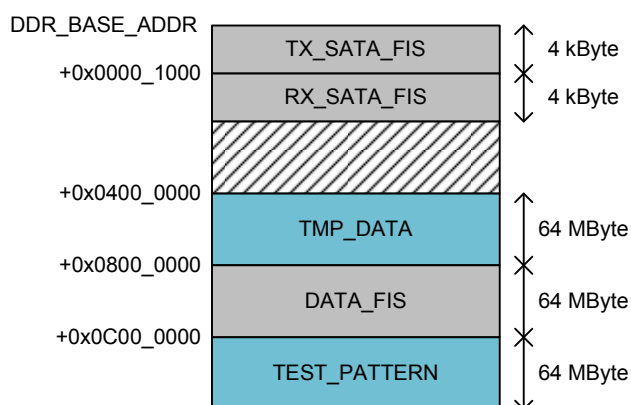 DDR_BASE_ADDR
TX_SATA_FIS
4 kByte
+0x0000_1000
RX_SATA_FIS
4 kByte
+0x0400_0000
TMP_DATA
64 MByte
+0x0800_0000
DATA_FIS
64 MByte
+0x0C00_0000
TEST_PATTERN
64 MByte